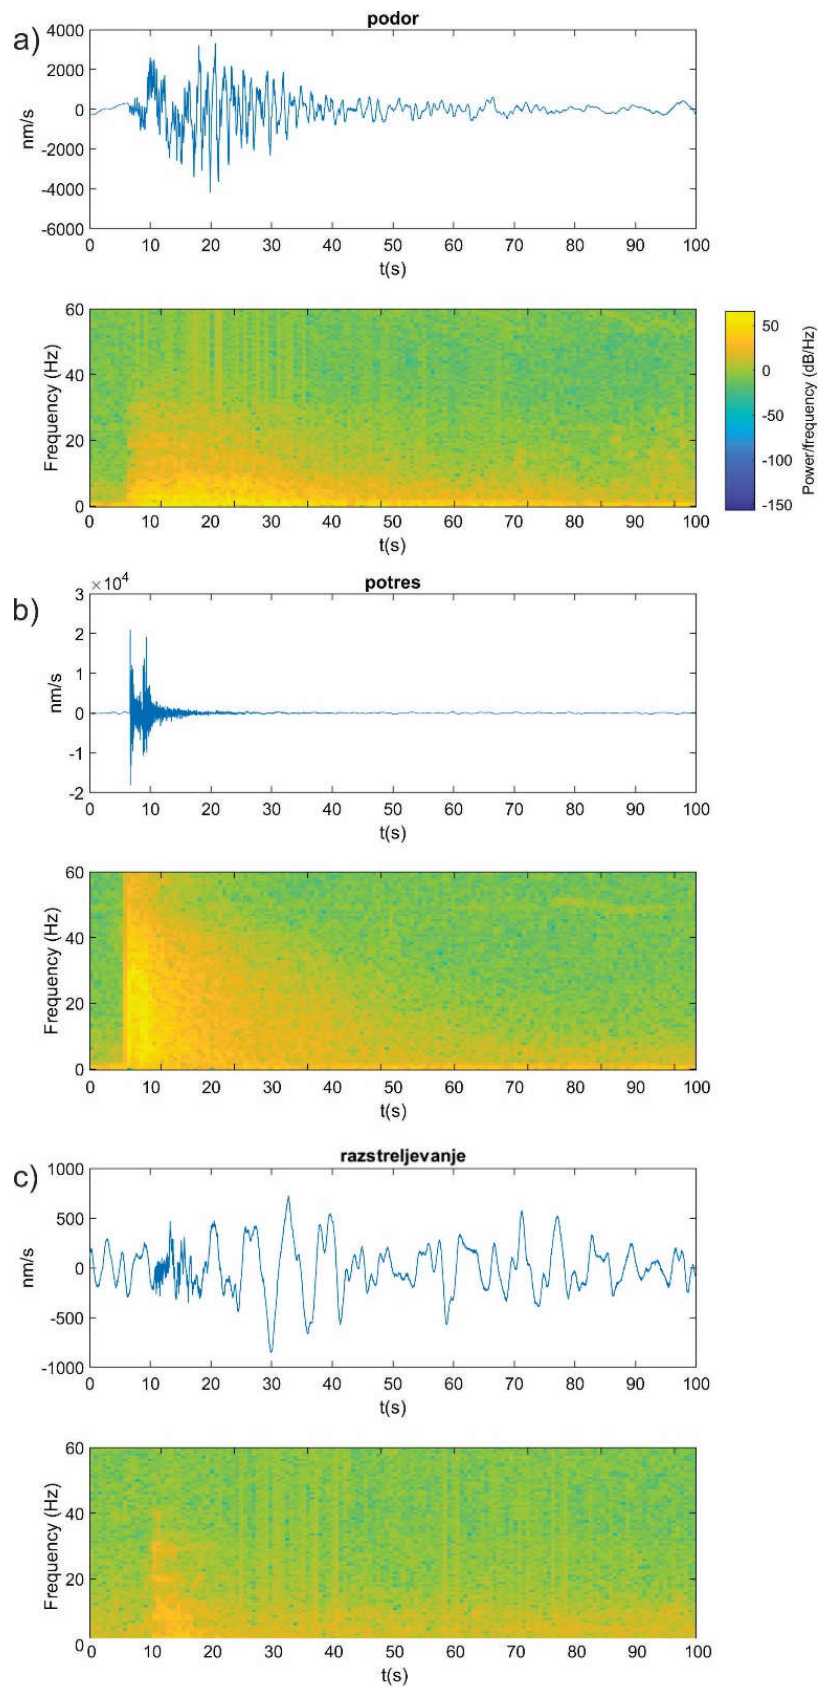 a)
podor
4000
2000
0
-2000
-4000
-6000
nm/s
0 10 20 30 40 50 60 70 80 90 100
t(s)
60
40
20
0
Frequency (Hz)
0 10 20 30 40 50 60 70 80 90 100
t(s)
50
0
-50
-100
-150
Power/frequency (dB/Hz)
b)
×10⁴
potres
3
2
1
0
-1
-2
nm/s
0 10 20 30 40 50 60 70 80 90 100
t(s)
60
40
20
0
Frequency (Hz)
0 10 20 30 40 50 60 70 80 90 100
t(s)
c)
razstreljevanje
1000
500
0
-500
-1000
nm/s
0 10 20 30 40 50 60 70 80 90 100
t(s)
60
40
20
0
Frequency (Hz)
0 10 20 30 40 50 60 70 80 90 100
t(s)